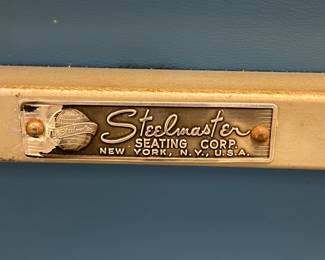 Steelmaster
SEATING CORP.
NEW YORK, N.Y., U.S.A.